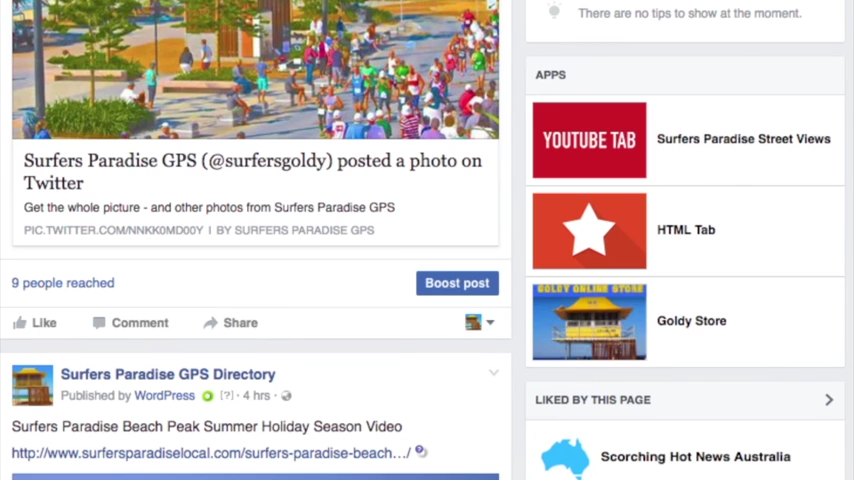 Surfers Paradise GPS (@surfersgoldy) posted a photo on
Twitter
Get the whole picture - and other photos from Surfers Paradise GPS
PIC.TWITTER.COM/NNKK0MD00Y | BY SURFERS PARADISE GPS
9 people reached
Boost post
Like
Comment
Share
Surfers Paradise GPS Directory
Published by WordPress [?] · 4 hrs ·
Surfers Paradise Beach Peak Summer Holiday Season Video
http://www.surfersparadiselocal.com/surfers-paradise-beach…/
There are no tips to show at the moment.
APPS
YOUTUBE TAB
Surfers Paradise Street Views
HTML Tab
GOLDY ONLINE STORE
Goldy Store
LIKED BY THIS PAGE
Scorching Hot News Australia